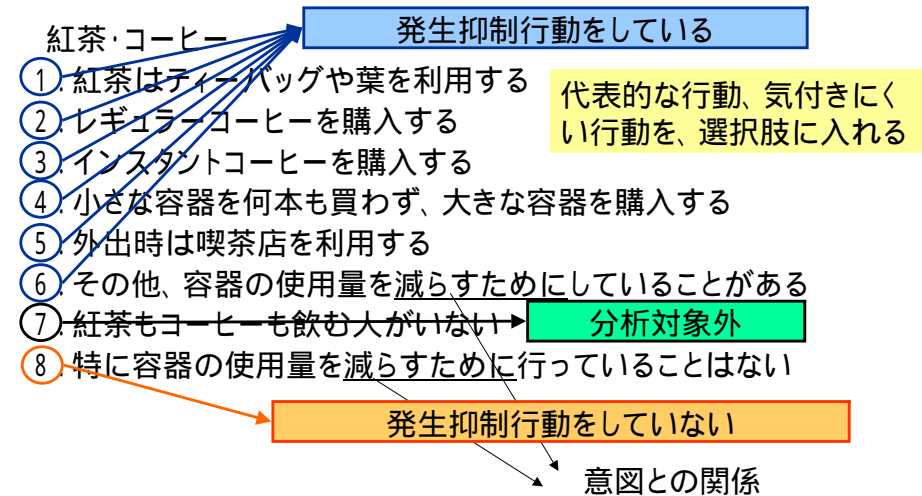 発生抑制行動をしている
紅茶・コーヒー
1. 紅茶はティーバッグや葉を利用する
代表的な行動、気付きにく
い行動を、選択肢に入れる
2. レギュラーコーヒーを購入する
3. インスタントコーヒーを購入する
4. 小さな容器を何本も買わず、大きな容器を購入する
5. 外出時は喫茶店を利用する
6. その他、容器の使用量を減らすためにしていることがある
7. 紅茶もコーヒーも飲む人がいない
分析対象外
8. 特に容器の使用量を減らすために行っていることはない
発生抑制行動をしていない
意図との関係